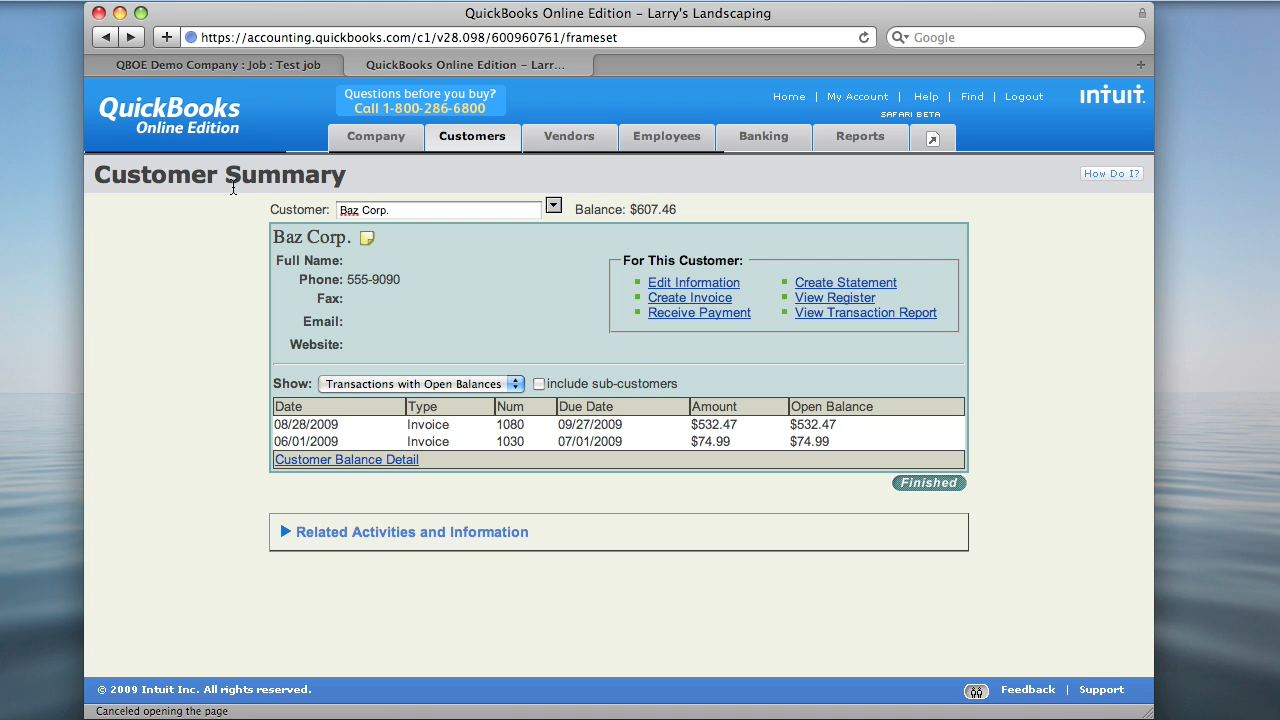 QuickBooks Online Edition – Larry's Landscaping
https://accounting.quickbooks.com/c1/v28.098/600960761/frameset
Google
QBOE Demo Company : Job : Test job
QuickBooks Online Edition – Larr...
QuickBooks
Online Edition
Questions before you buy?
Call 1-800-286-6800
Home | My Account | Help | Find | Logout
SAFARI BETA
intuit.
Company
Customers
Vendors
Employees
Banking
Reports
Customer Summary
How Do I?
Customer: Baz Corp. Balance: $607.46
Baz Corp.
Full Name:
Phone: 555-9090
Fax:
Email:
Website:
For This Customer:
Edit Information
Create Invoice
Receive Payment
Create Statement
View Register
View Transaction Report
Show: Transactions with Open Balances include sub-customers
Date Type Num Due Date Amount Open Balance
08/28/2009 Invoice 1080 09/27/2009 $532.47 $532.47
06/01/2009 Invoice 1030 07/01/2009 $74.99 $74.99
Customer Balance Detail
Finished
Related Activities and Information
© 2009 Intuit Inc. All rights reserved.
Feedback | Support
Canceled opening the page